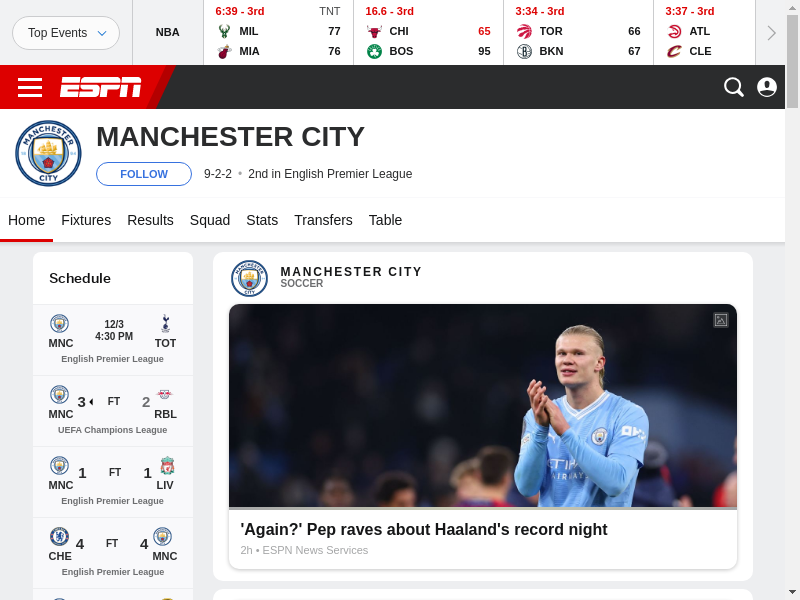 Top Events
NBA
6:39 - 3rd TNT
MIL 77
MIA 76
16.6 - 3rd
CHI 65
BOS 95
3:34 - 3rd
TOR 66
BKN 67
3:37 - 3rd
ATL
CLE
ESPN
MANCHESTER CITY
MANCHESTER CITY
FOLLOW
9-2-2 • 2nd in English Premier League
Home Fixtures Results Squad Stats Transfers Table
Schedule
MNC 12/3 4:30 PM TOT
English Premier League
MNC 3 FT 2 RBL
UEFA Champions League
MNC 1 FT 1 LIV
English Premier League
CHE 4 FT 4 MNC
English Premier League
MANCHESTER CITY
SOCCER
ETIHAD
AIRWAYS
'Again?' Pep raves about Haaland's record night
2h • ESPN News Services